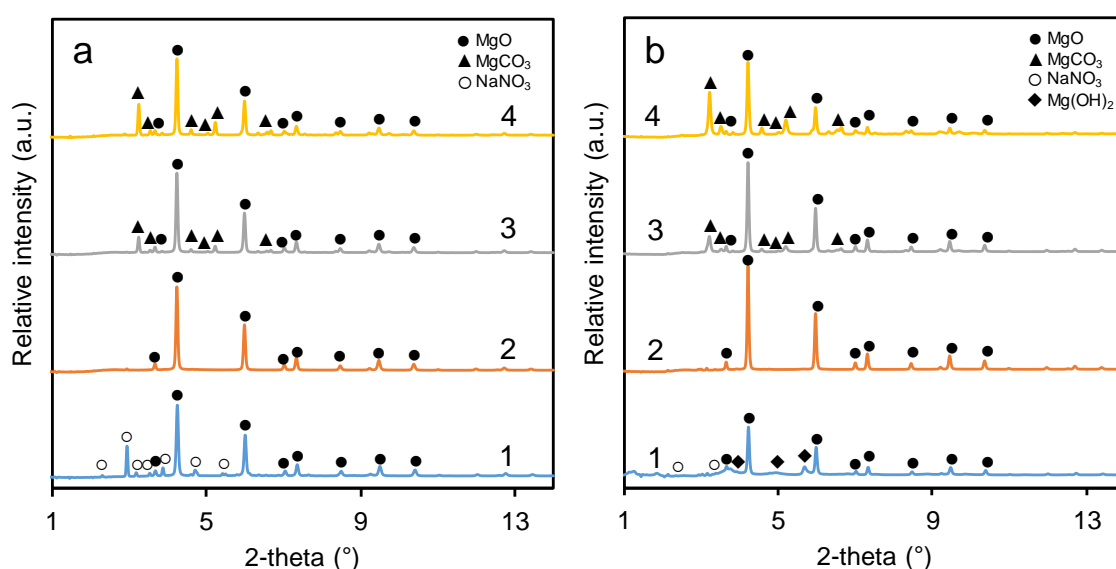 a
● MgO
▲ MgCO₃
○ NaNO₃
4
3
2
1
Relative intensity (a.u.)
1 5 9 13
2-theta (°)
b
● MgO
▲ MgCO₃
○ NaNO₃
◆ Mg(OH)₂
4
3
2
1
Relative intensity (a.u.)
1 5 9 13
2-theta (°)